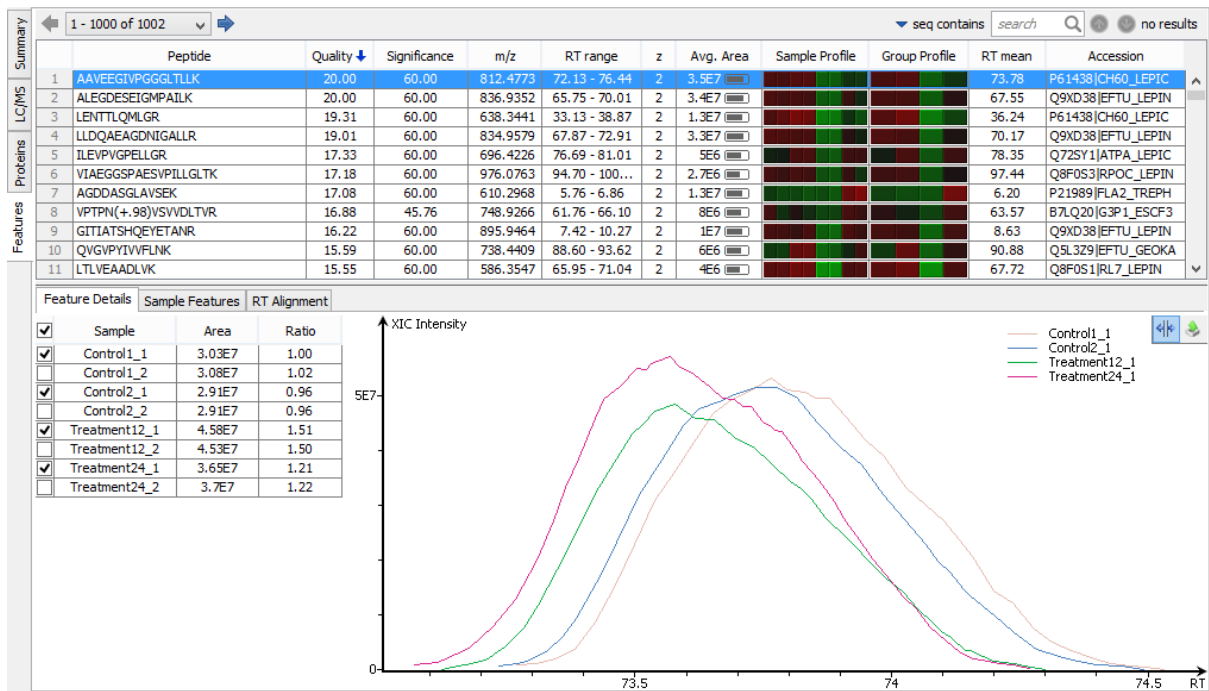 1 - 1000 of 1002 seq contains search no results
Summary
LC/MS
Proteins
Features
Peptide Quality Significance m/z RT range z Avg. Area Sample Profile Group Profile RT mean Accession
1 AAVEEGIVPGGGLTLLK 20.00 60.00 812.4773 72.13 - 76.44 2 3.5E7 73.78 P61438|CH60_LEPIC
2 ALEGDESEIGMPAILK 20.00 60.00 836.9352 65.75 - 70.01 2 3.4E7 67.55 Q9XD38|EFTU_LEPIN
3 LENTTLQMLGR 19.31 60.00 638.3441 33.13 - 38.87 2 1.3E7 36.24 P61438|CH60_LEPIC
4 LLDQAEAGDNIGALLR 19.01 60.00 834.9579 67.87 - 72.91 2 3.3E7 70.17 Q9XD38|EFTU_LEPIN
5 ILEVPVGPELLGR 17.33 60.00 696.4226 76.69 - 81.01 2 5E6 78.35 Q72SY1|ATPA_LEPIC
6 VIAEGGSPAESVPILLGLTK 17.18 60.00 976.0763 94.70 - 100... 2 2.7E6 97.44 Q8F0S3|RPOC_LEPIN
7 AGDDASGLAVSEK 17.08 60.00 610.2968 5.76 - 6.86 2 1.3E7 6.20 P21989|FLA2_TREPH
8 VPTPN(+.98)VSVVDLTVR 16.88 45.76 748.9266 61.76 - 66.10 2 8E6 63.57 B7LQ20|G3P1_ESCF3
9 GITIATSHQEYETANR 16.22 60.00 895.9464 7.42 - 10.27 2 1E7 8.63 Q9XD38|EFTU_LEPIN
10 QVGVPYIVVFLNK 15.59 60.00 738.4409 88.60 - 93.62 2 6E6 90.88 Q5L3Z9|EFTU_GEOKA
11 LTLVEAADLVK 15.55 60.00 586.3547 65.95 - 71.04 2 4E6 67.72 Q8F0S1|RL7_LEPIN
Feature Details Sample Features RT Alignment
Sample Area Ratio
Control1_1 3.03E7 1.00
Control1_2 3.08E7 1.02
Control2_1 2.91E7 0.96
Control2_2 2.91E7 0.96
Treatment12_1 4.58E7 1.51
Treatment12_2 4.53E7 1.50
Treatment24_1 3.65E7 1.21
Treatment24_2 3.7E7 1.22
XIC Intensity
Control1_1
Control2_1
Treatment12_1
Treatment24_1
5E7
0
73.5 74 74.5 RT